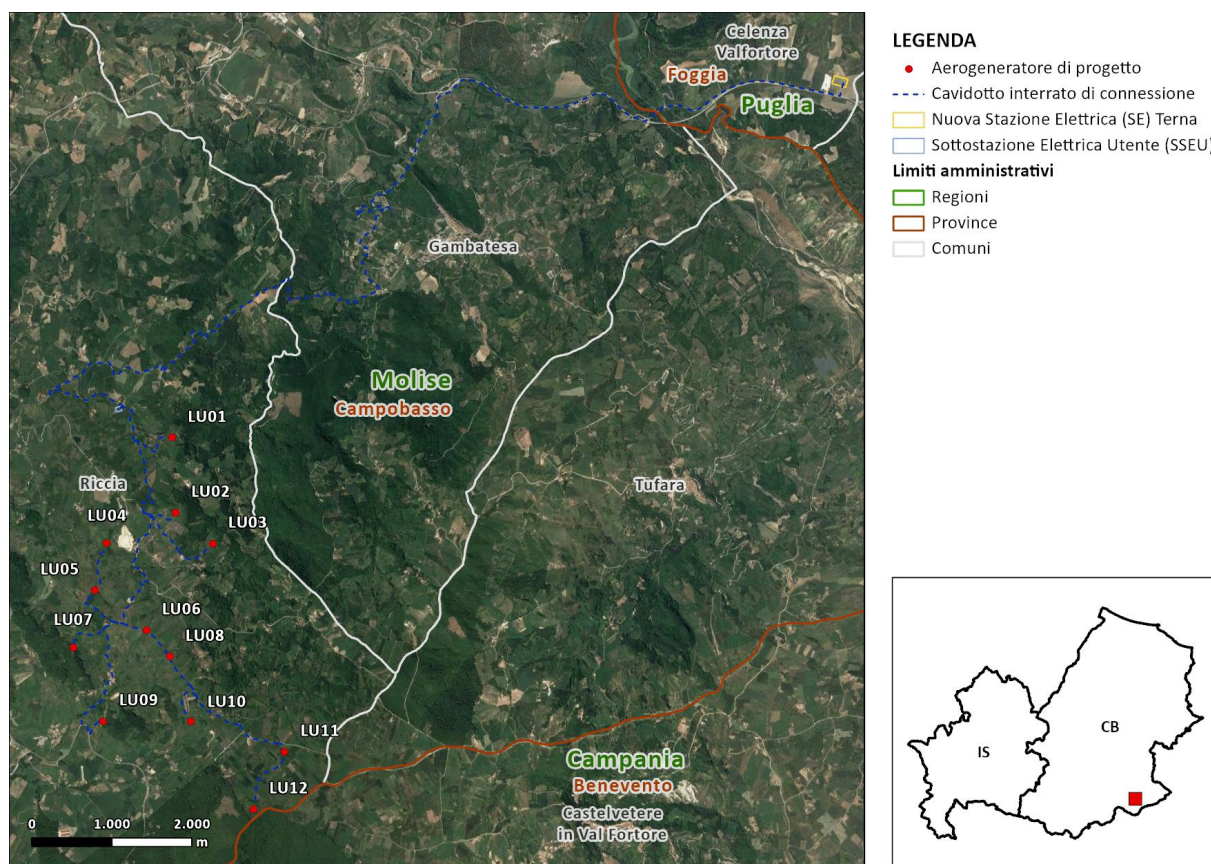 Celenza
Valfortore
Foggia
Puglia
Gambatesa
Molise
Campobasso
LU01
Riccia
LU02
Tufara
LU04
LU03
LU05
LU06
LU07
LU08
LU09
LU10
LU11
Campania
Benevento
LU12
Castelvetere
in Val Fortore
0 1.000 2.000
m
LEGENDA
Aerogeneratore di progetto
Cavidotto interrato di connessione
Nuova Stazione Elettrica (SE) Terna
Sottostazione Elettrica Utente (SSEU)
Limiti amministrativi
Regioni
Province
Comuni
CB
IS